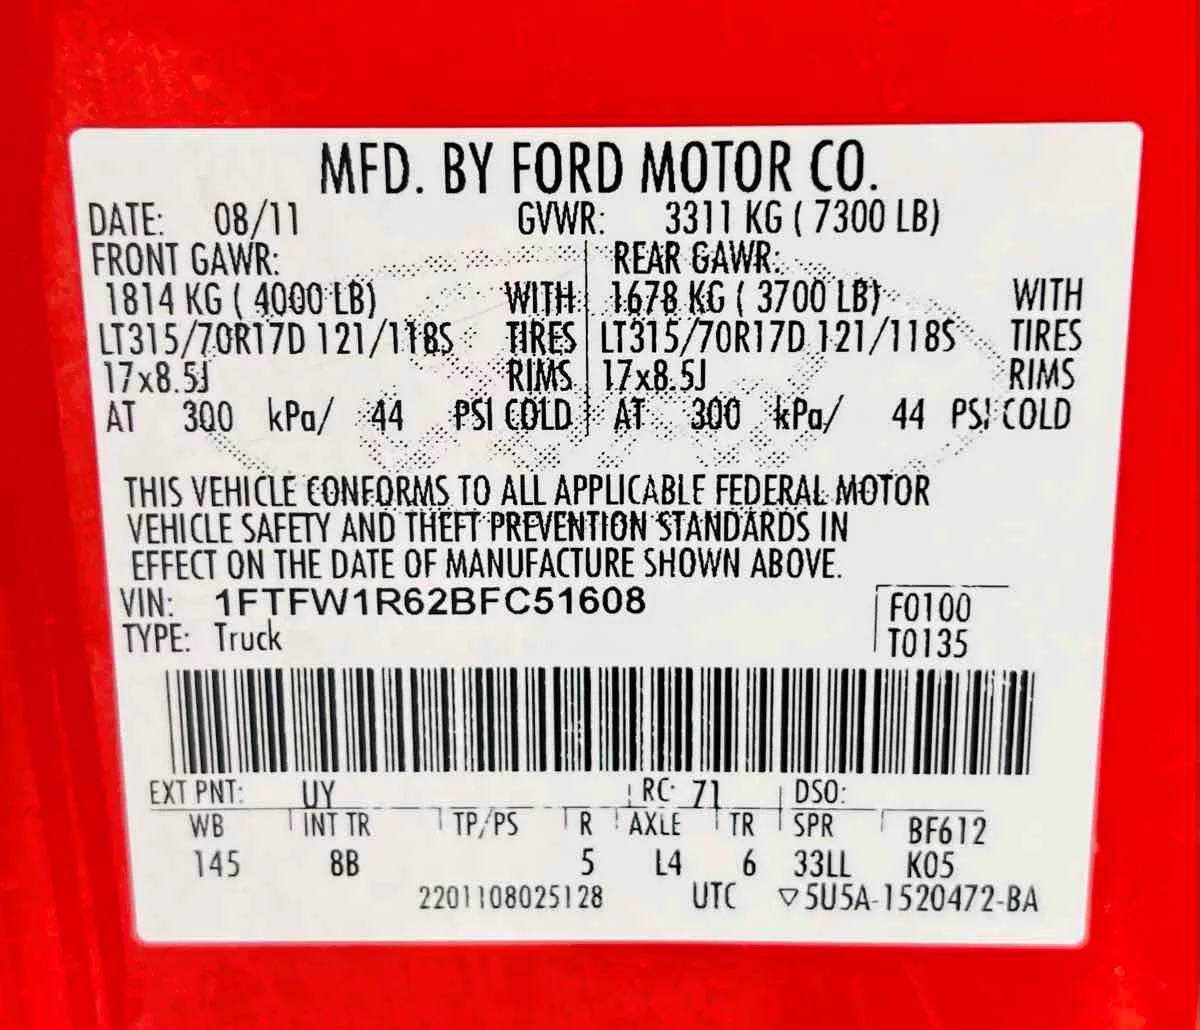 MFD. BY FORD MOTOR CO.
DATE: 08/11 GVWR: 3311 KG ( 7300 LB)
FRONT GAWR: REAR GAWR:
1814 KG ( 4000 LB) WITH 1678 KG ( 3700 LB) WITH
LT315/70R17D 121/118S TIRES LT315/70R17D 121/118S TIRES
17x8.5J RIMS 17x8.5J RIMS
AT 300 kPa/ 44 PSI COLD AT 300 kPa/ 44 PSI COLD
THIS VEHICLE CONFORMS TO ALL APPLICABLE FEDERAL MOTOR
VEHICLE SAFETY AND THEFT PREVENTION STANDARDS IN
EFFECT ON THE DATE OF MANUFACTURE SHOWN ABOVE.
VIN: 1FTFW1R62BFC51608 F0100
TYPE: Truck T0135
EXT PNT: UY RC: 71 DSO:
WB INT TR TP/PS R AXLE TR SPR BF612
145 8B 5 L4 6 33LL K05
2201108025128 UTC ▽5U5A-1520472-BA